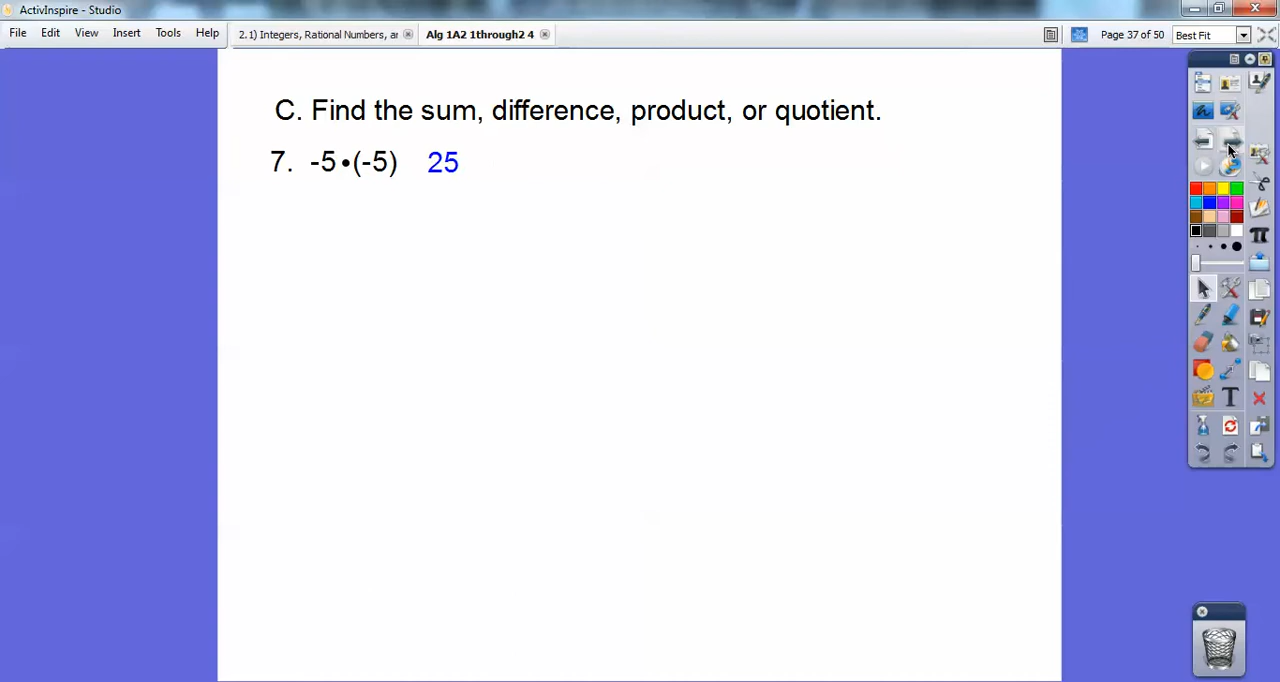 ActivInspire - Studio
File Edit View Insert Tools Help
2.1) Integers, Rational Numbers, ar
Alg 1A2 1through2 4
Page 37 of 50
Best Fit
C. Find the sum, difference, product, or quotient.
7. -5•(-5) 25